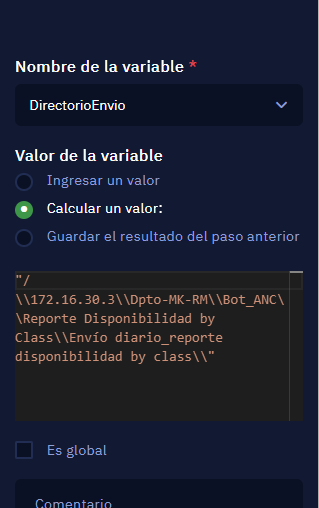 Nombre de la variable *
DirectorioEnvio
Valor de la variable
Ingresar un valor
Calcular un valor:
Guardar el resultado del paso anterior
"/
\\172.16.30.3\\Dpto-MK-RM\\Bot_ANC\
\Reporte Disponibilidad by
Class\\Envío diario_reporte
disponibilidad by class\\"
Es global
Comentario